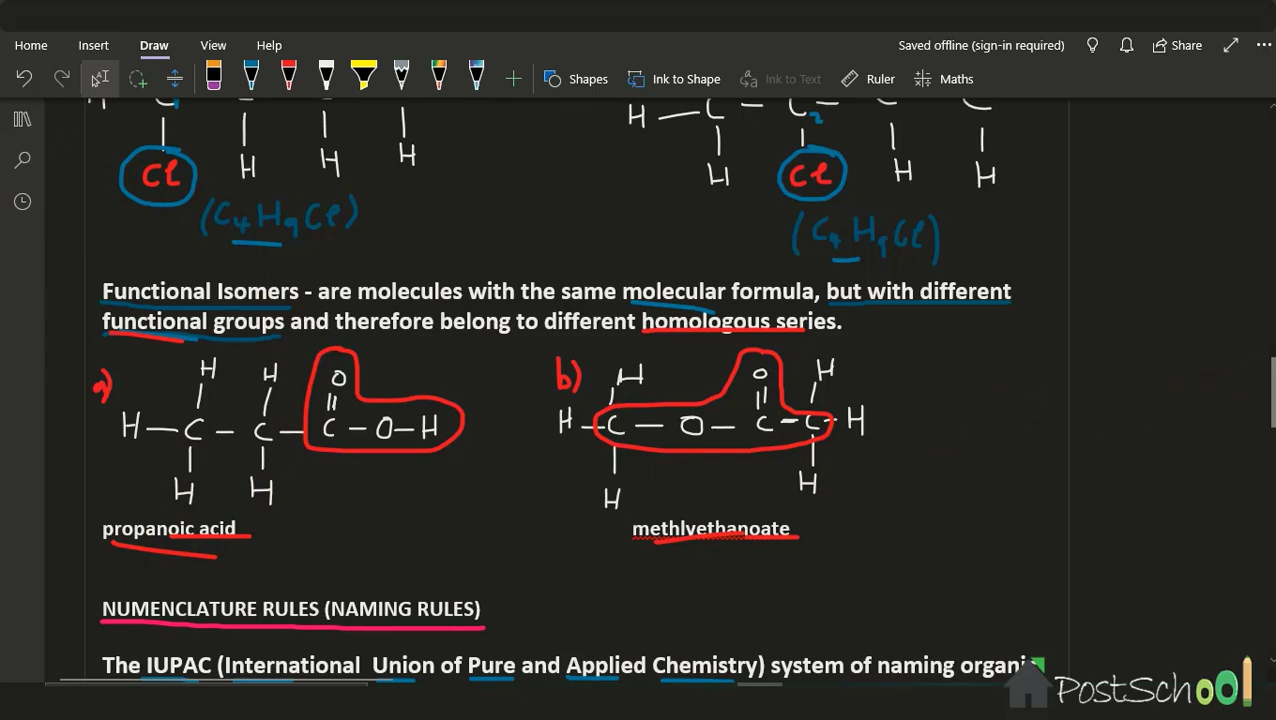 Home Insert Draw View Help Saved offline (sign-in required) Share
Shapes Ink to Shape Ink to Text Ruler Maths
H C C
H C C 2
H H H
Cl
Cl
H H H
(C4H9Cl)
(C4H9Cl)
Functional Isomers - are molecules with the same molecular formula, but with different
functional groups and therefore belong to different homologous series.
a) H H O
H — C — C — C — O — H
H H
b) H O H
H — C — O — C — C — H
H H
propanoic acid
methlyethanoate
NUMENCLATURE RULES (NAMING RULES)
The IUPAC (International Union of Pure and Applied Chemistry) system of naming organi
PostSchool